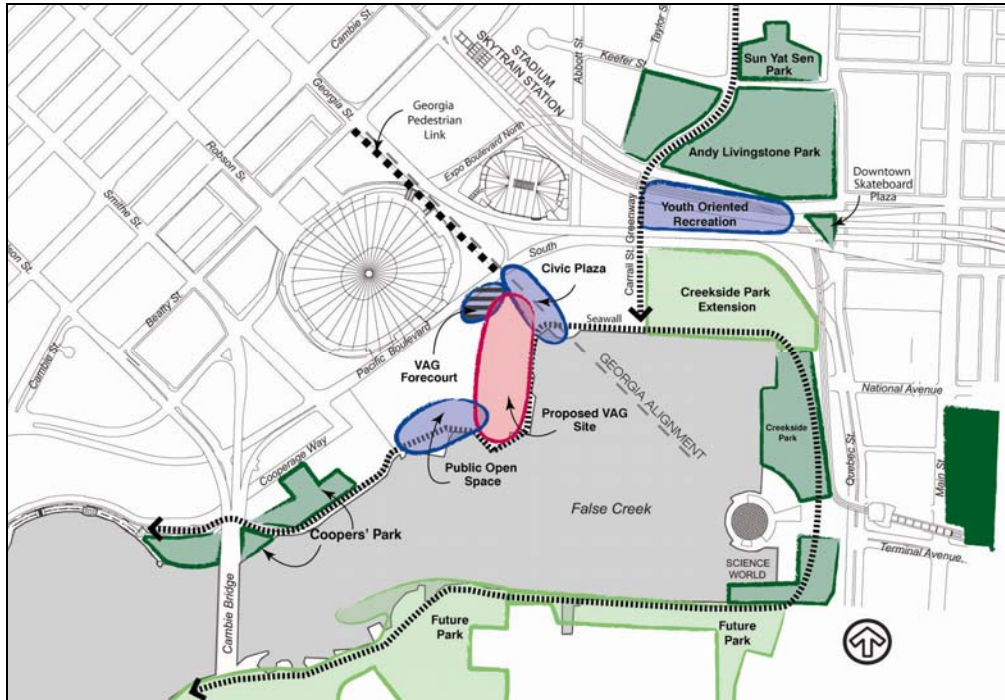 Cambie St.
Georgia St.
Georgia
Pedestrian
Link
Robson St.
Smithe St.
Beatty St.
Cambie St.
STADIUM
SKYTRAIN STATION
Abbott St.
Keefer St.
Taylor S
Sun Yat Sen
Park
Andy Livingstone Park
Downtown
Skateboard
Plaza
Expo Boulevard North
Youth Oriented
Recreation
South
Carrall St. Greenway
Civic Plaza
Creekside Park
Extension
Seawall
Pacific Boulevard
VAG
Forecourt
GEORGIA ALIGNMENT
National Avenue
Proposed VAG
Site
Creekside
Park
Quebec St.
Main St.
Cooperage Way
Public Open
Space
False Creek
Coopers' Park
Terminal Avenue
SCIENCE
WORLD
Cambie Bridge
Future
Park
Future
Park